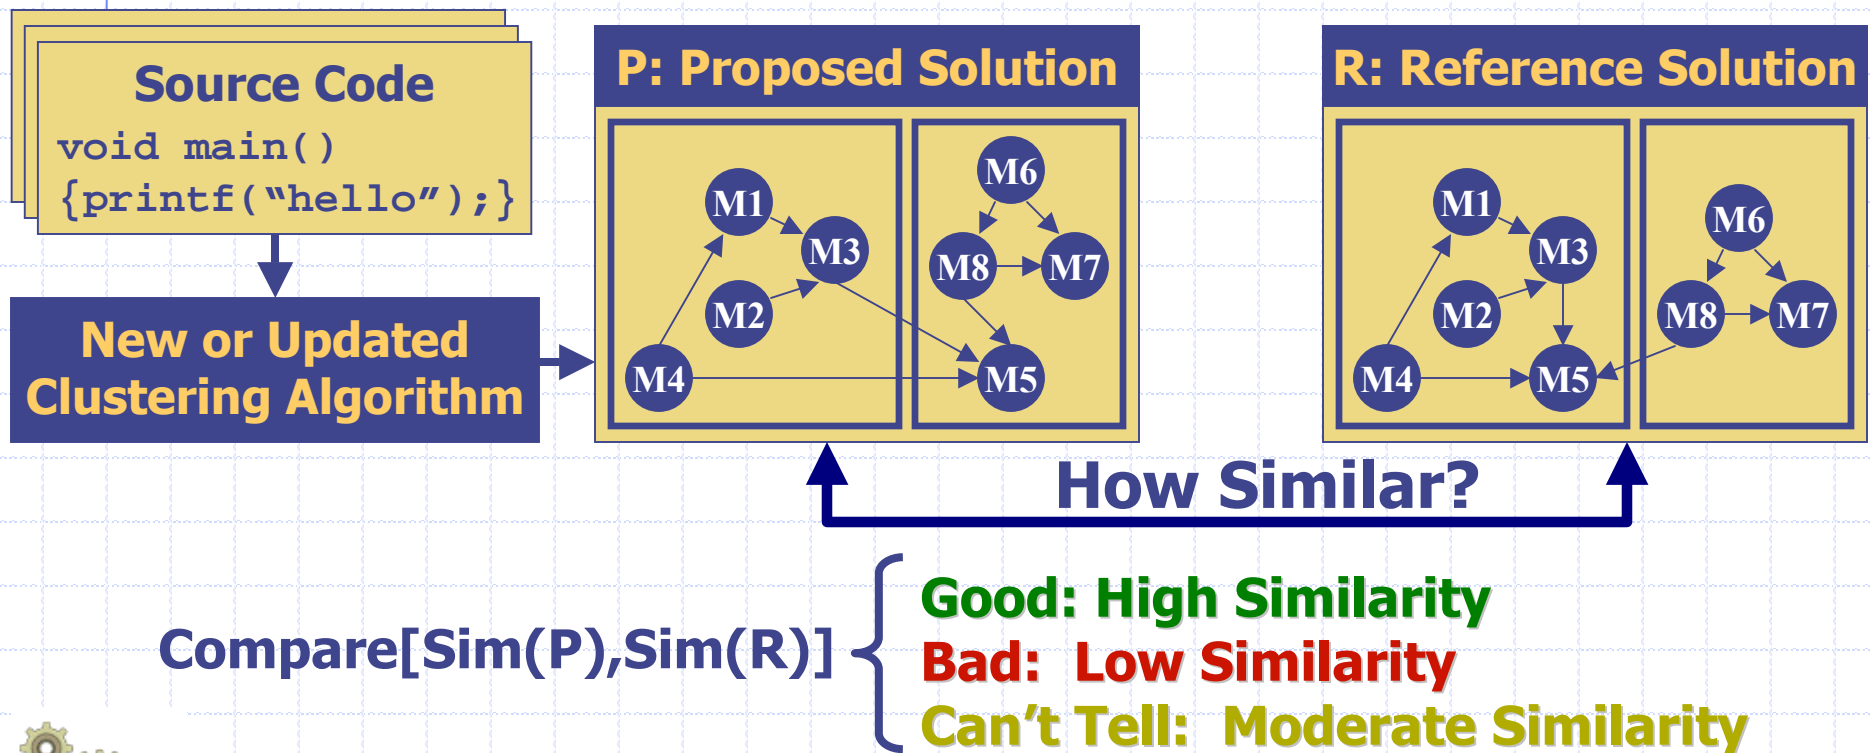 Source Code
void main()
{printf(“hello”);}
New or Updated
Clustering Algorithm
P: Proposed Solution
M1
M3
M2
M4
M6
M8
M7
M5
R: Reference Solution
M1
M3
M2
M4
M5
M6
M8
M7
How Similar?
Compare[Sim(P),Sim(R)]
Good: High Similarity
Bad: Low Similarity
Can’t Tell: Moderate Similarity